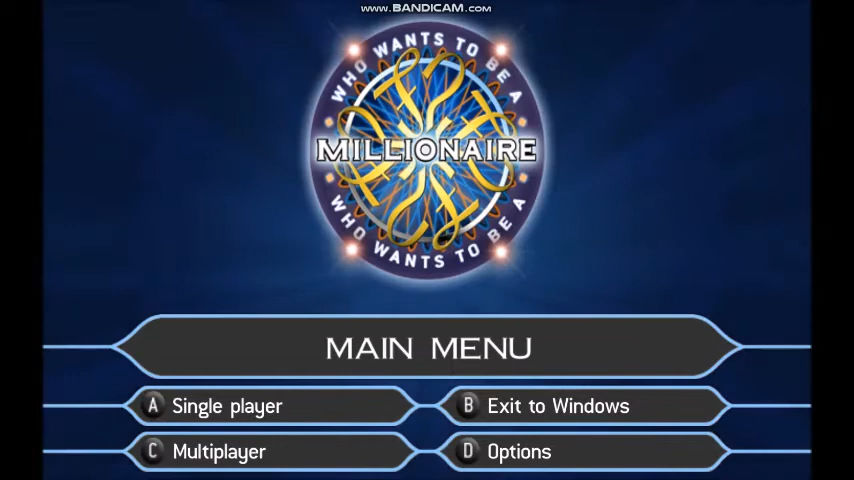 www.BANDICAM.com
WHO WANTS TO BE A
MILLIONAIRE
WHO WANTS TO BE A
MAIN MENU
A Single player
B Exit to Windows
C Multiplayer
D Options